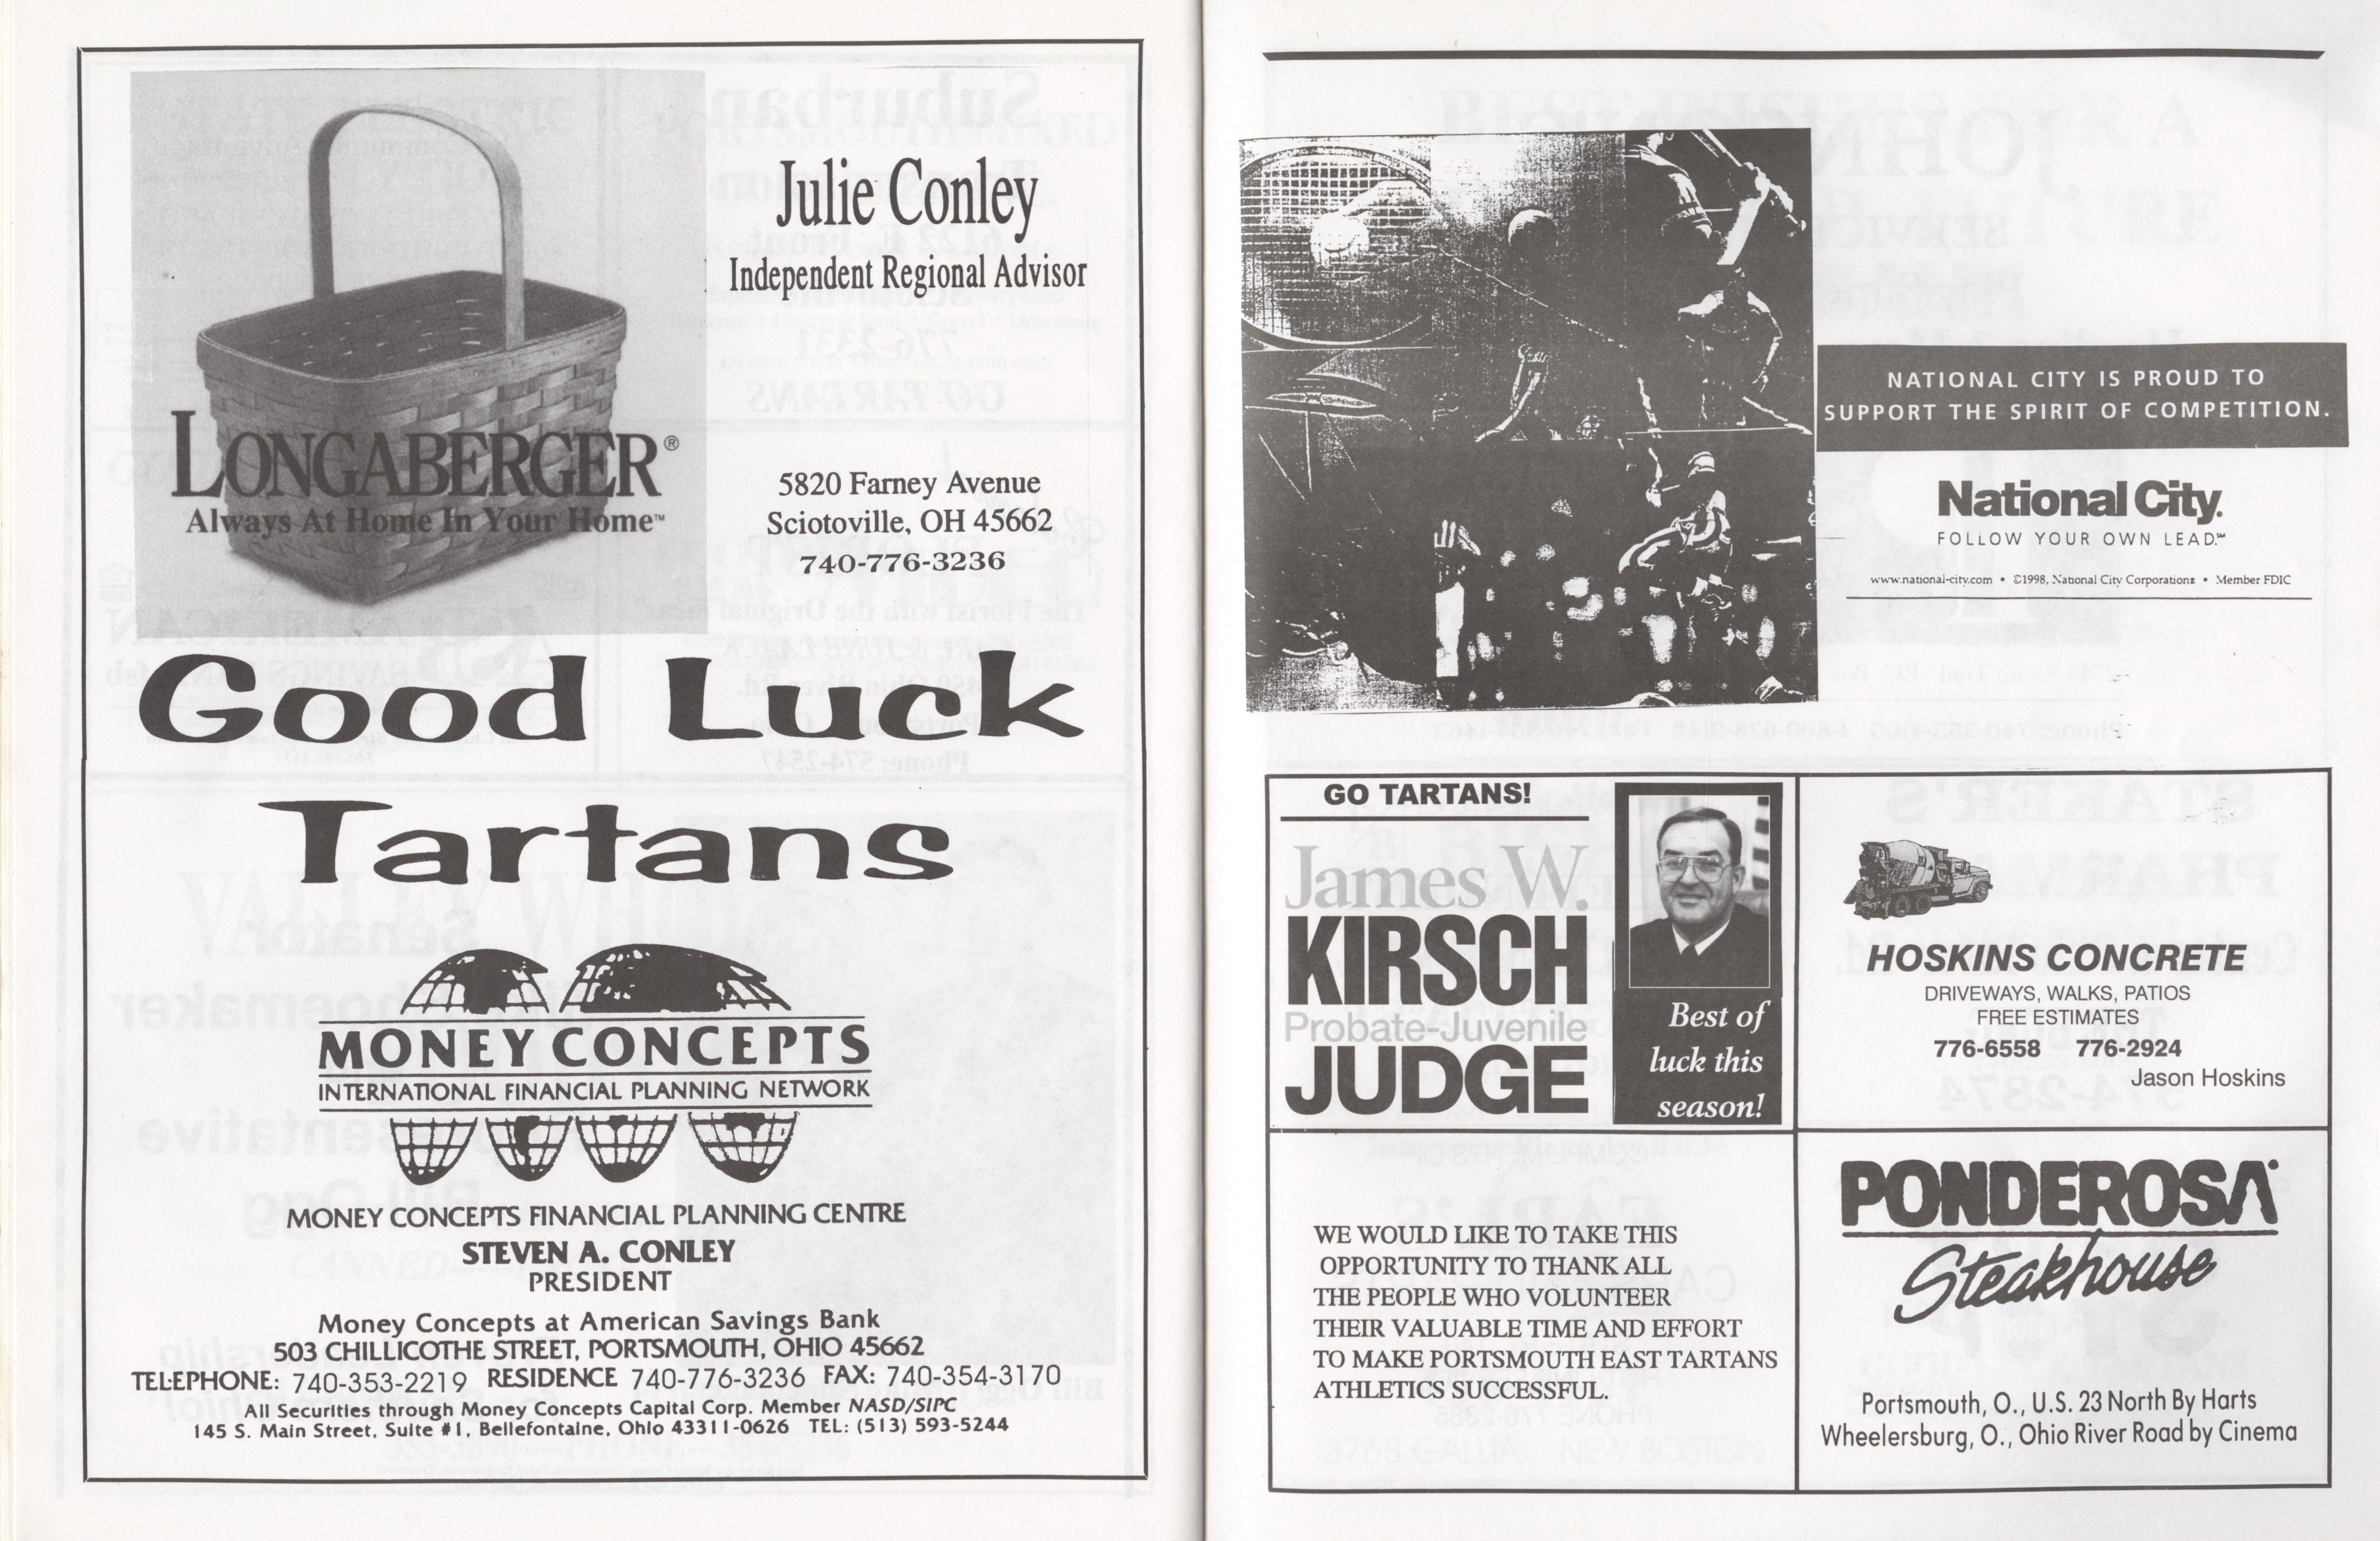 Julie Conley
Independent Regional Advisor
LONGABERGER®
Always At Home In Your Home™
5820 Farney Avenue
Sciotoville, OH 45662
740-776-3236
Good Luck
Tartans
MONEY CONCEPTS
INTERNATIONAL FINANCIAL PLANNING NETWORK
MONEY CONCEPTS FINANCIAL PLANNING CENTRE
STEVEN A. CONLEY
PRESIDENT
Money Concepts at American Savings Bank
503 CHILLICOTHE STREET, PORTSMOUTH, OHIO 45662
TELEPHONE: 740-353-2219 RESIDENCE 740-776-3236 FAX: 740-354-3170
All Securities through Money Concepts Capital Corp. Member NASD/SIPC
145 S. Main Street, Suite #1, Bellefontaine, Ohio 43311-0626 TEL: (513) 593-5244
NATIONAL CITY IS PROUD TO
SUPPORT THE SPIRIT OF COMPETITION.
National City.
FOLLOW YOUR OWN LEAD.℠
www.national-city.com • ©1998, National City Corporation • Member FDIC
GO TARTANS!
James W.
KIRSCH
Probate-Juvenile
JUDGE
Best of
luck this
season!
HOSKINS CONCRETE
DRIVEWAYS, WALKS, PATIOS
FREE ESTIMATES
776-6558 776-2924
Jason Hoskins
WE WOULD LIKE TO TAKE THIS
OPPORTUNITY TO THANK ALL
THE PEOPLE WHO VOLUNTEER
THEIR VALUABLE TIME AND EFFORT
TO MAKE PORTSMOUTH EAST TARTANS
ATHLETICS SUCCESSFUL.
PONDEROSA
Steakhouse
Portsmouth, O., U.S. 23 North By Harts
Wheelersburg, O., Ohio River Road by Cinema